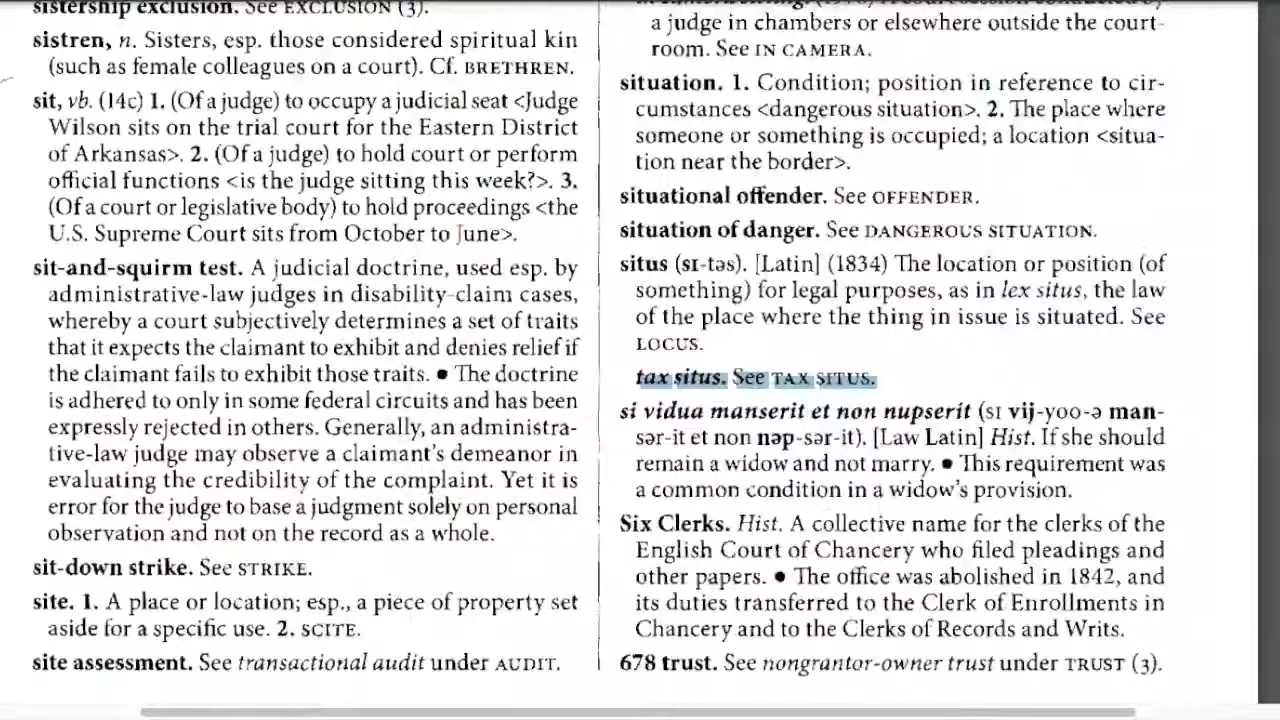 sistership exclusion. See EXCLUSION (3).
sistren, n. Sisters, esp. those considered spiritual kin
(such as female colleagues on a court). Cf. BRETHREN.
sit, vb. (14c) 1. (Of a judge) to occupy a judicial seat <Judge
Wilson sits on the trial court for the Eastern District
of Arkansas>. 2. (Of a judge) to hold court or perform
official functions <is the judge sitting this week?>. 3.
(Of a court or legislative body) to hold proceedings <the
U.S. Supreme Court sits from October to June>.
sit-and-squirm test. A judicial doctrine, used esp. by
administrative-law judges in disability-claim cases,
whereby a court subjectively determines a set of traits
that it expects the claimant to exhibit and denies relief if
the claimant fails to exhibit those traits. ● The doctrine
is adhered to only in some federal circuits and has been
expressly rejected in others. Generally, an administra-
tive-law judge may observe a claimant's demeanor in
evaluating the credibility of the complaint. Yet it is
error for the judge to base a judgment solely on personal
observation and not on the record as a whole.
sit-down strike. See STRIKE.
site. 1. A place or location; esp., a piece of property set
aside for a specific use. 2. SCITE.
site assessment. See transactional audit under AUDIT.
a judge in chambers or elsewhere outside the court-
room. See IN CAMERA.
situation. 1. Condition; position in reference to cir-
cumstances <dangerous situation>. 2. The place where
someone or something is occupied; a location <situa-
tion near the border>.
situational offender. See OFFENDER.
situation of danger. See DANGEROUS SITUATION.
situs (sɪ-təs). [Latin] (1834) The location or position (of
something) for legal purposes, as in lex situs, the law
of the place where the thing in issue is situated. See
LOCUS.
tax situs. See TAX SITUS.
si vidua manserit et non nupserit (sɪ vij-yoo-ə man-
sər-it et non nəp-sər-it). [Law Latin] Hist. If she should
remain a widow and not marry. ● This requirement was
a common condition in a widow's provision.
Six Clerks. Hist. A collective name for the clerks of the
English Court of Chancery who filed pleadings and
other papers. ● The office was abolished in 1842, and
its duties transferred to the Clerk of Enrollments in
Chancery and to the Clerks of Records and Writs.
678 trust. See nongrantor-owner trust under TRUST (3).